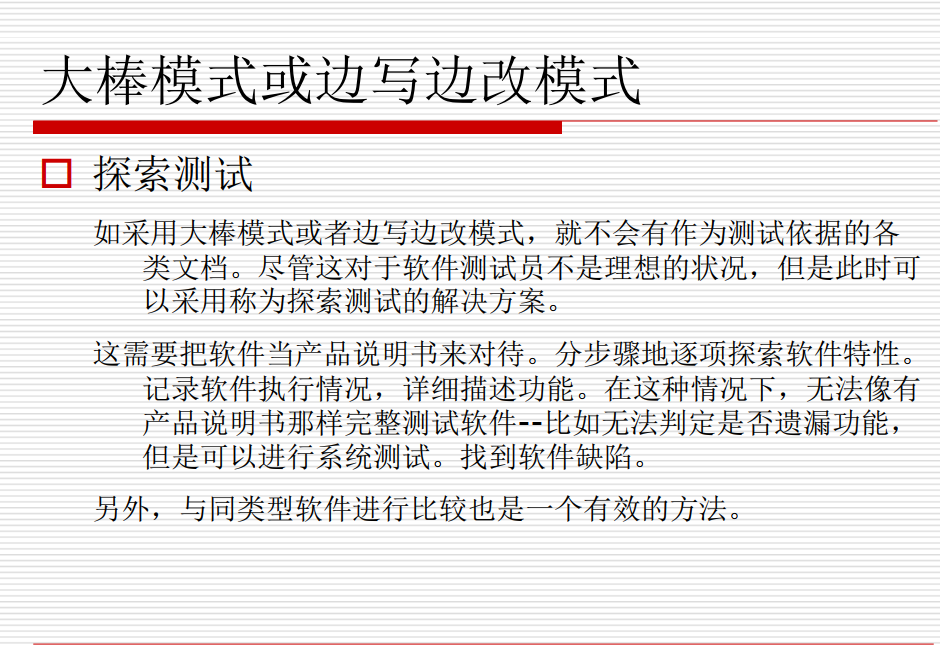 大棒模式或边写边改模式
探索测试
如采用大棒模式或者边写边改模式，就不会有作为测试依据的各
类文档。尽管这对于软件测试员不是理想的状况，但是此时可
以采用称为探索测试的解决方案。
这需要把软件当产品说明书来对待。分步骤地逐项探索软件特性。
记录软件执行情况，详细描述功能。在这种情况下，无法像有
产品说明书那样完整测试软件--比如无法判定是否遗漏功能，
但是可以进行系统测试。找到软件缺陷。
另外，与同类型软件进行比较也是一个有效的方法。